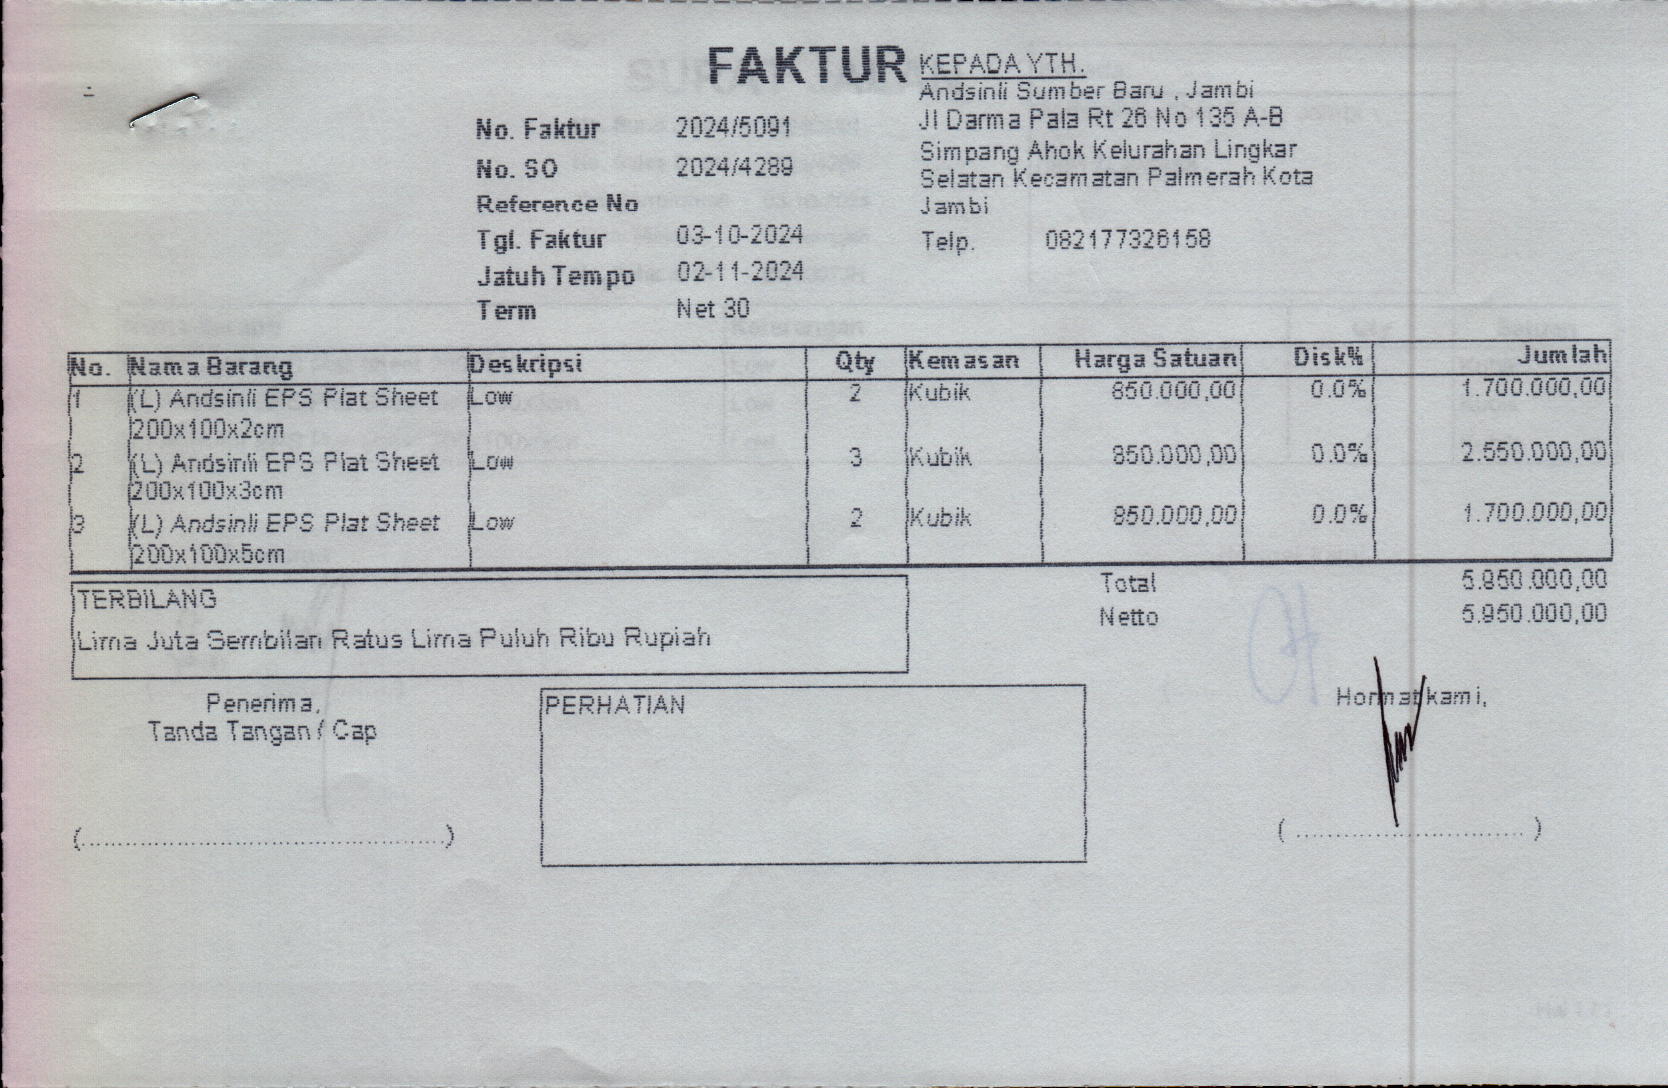 FAKTUR
KEPADA YTH.
Andsinli Sumber Baru , Jambi
Jl Darma Pala Rt 26 No 135 A-B
Simpang Ahok Kelurahan Lingkar
Selatan Kecamatan Palmerah Kota
Jambi
Telp. 082177326158
No. Faktur 2024/5091
No. SO 2024/4289
Reference No
Tgl. Faktur 03-10-2024
Jatuh Tempo 02-11-2024
Term Net 30
No. Nama Barang Deskripsi Qty Kemasan Harga Satuan Disk% Jumlah
1 (L) Andsinli EPS Plat Sheet Low 2 Kubik 850.000,00 0.0% 1.700.000,00
200x100x2cm
2 (L) Andsinli EPS Plat Sheet Low 3 Kubik 850.000,00 0.0% 2.550.000,00
200x100x3cm
3 (L) Andsinli EPS Plat Sheet Low 2 Kubik 850.000,00 0.0% 1.700.000,00
200x100x5cm
Total 5.950.000,00
Netto 5.950.000,00
TERBILANG
Lima Juta Sembilan Ratus Lima Puluh Ribu Rupiah
Penerima,
Tanda Tangan / Cap
PERHATIAN
Hormat kami,
(..............................................)
( ............................ )